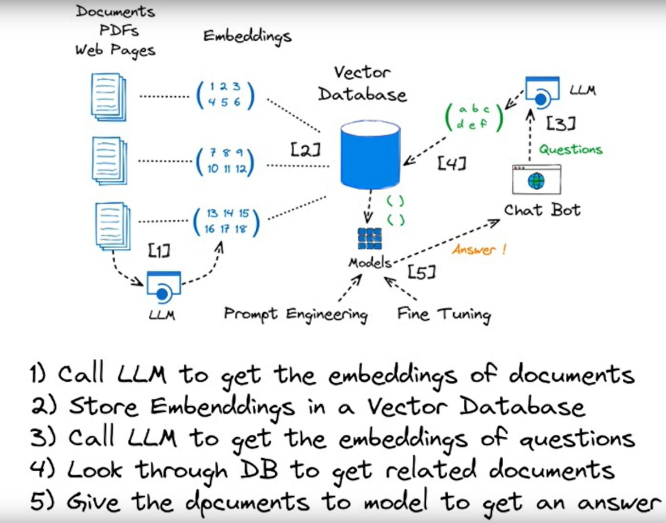 Documents
PDFs
Web Pages
Embeddings
Vector
Database
1 2 3
4 5 6
a b c
d e f
LLM
[3]
Questions
7 8 9
10 11 12
[2]
[4]
Chat Bot
13 14 15
16 17 18
( )
( )
[1]
Models
[5]
Answer !
LLM
Prompt Engineering
Fine Tuning
1) Call LLM to get the embeddings of documents
2) Store Embenddings in a Vector Database
3) Call LLM to get the embeddings of questions
4) Look through DB to get related documents
5) Give the dpcuments to model to get an answer